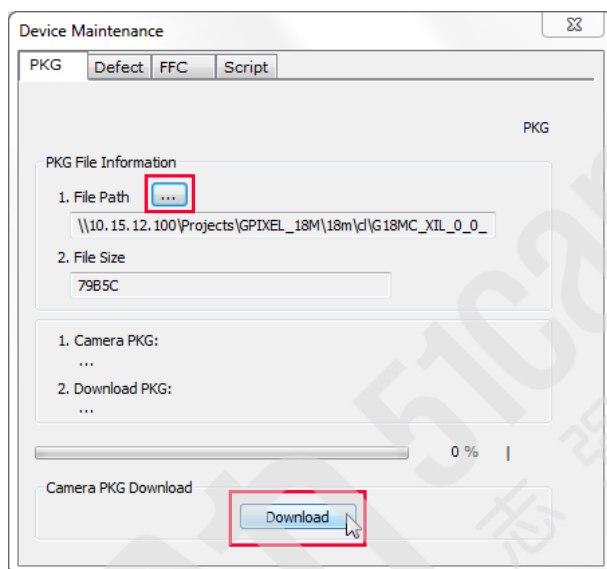 Device Maintenance
PKG Defect FFC Script
PKG
PKG File Information
1. File Path ...
\\10.15.12.100\Projects\GPIXEL_18M\18m\cl\G18MC_XIL_0_0_
2. File Size
79B5C
1. Camera PKG:
...
2. Download PKG:
...
0 %
Camera PKG Download
Download